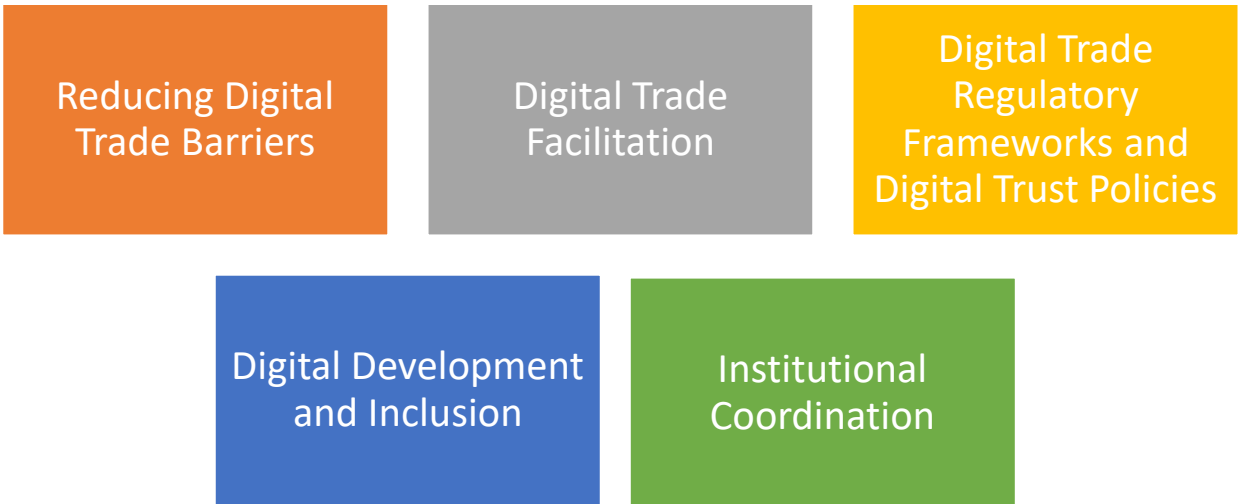 Reducing Digital
Trade Barriers
Digital Trade
Facilitation
Digital Trade
Regulatory
Frameworks and
Digital Trust Policies
Digital Development
and Inclusion
Institutional
Coordination